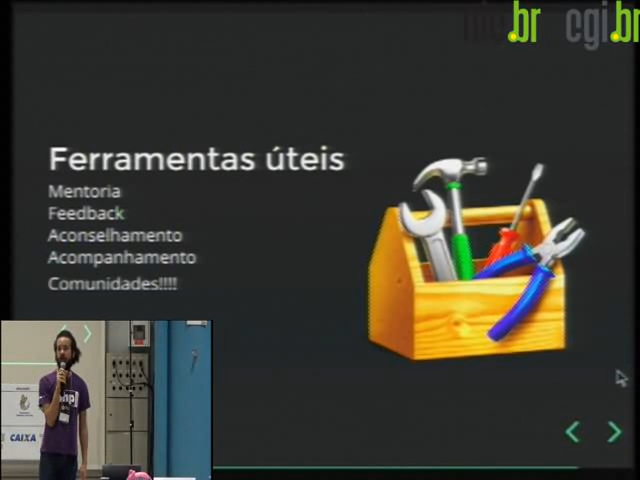 nic.br cgi.br
Ferramentas úteis
Mentoria
Feedback
Aconselhamento
Acompanhamento
Comunidades!!!!
CAIXA